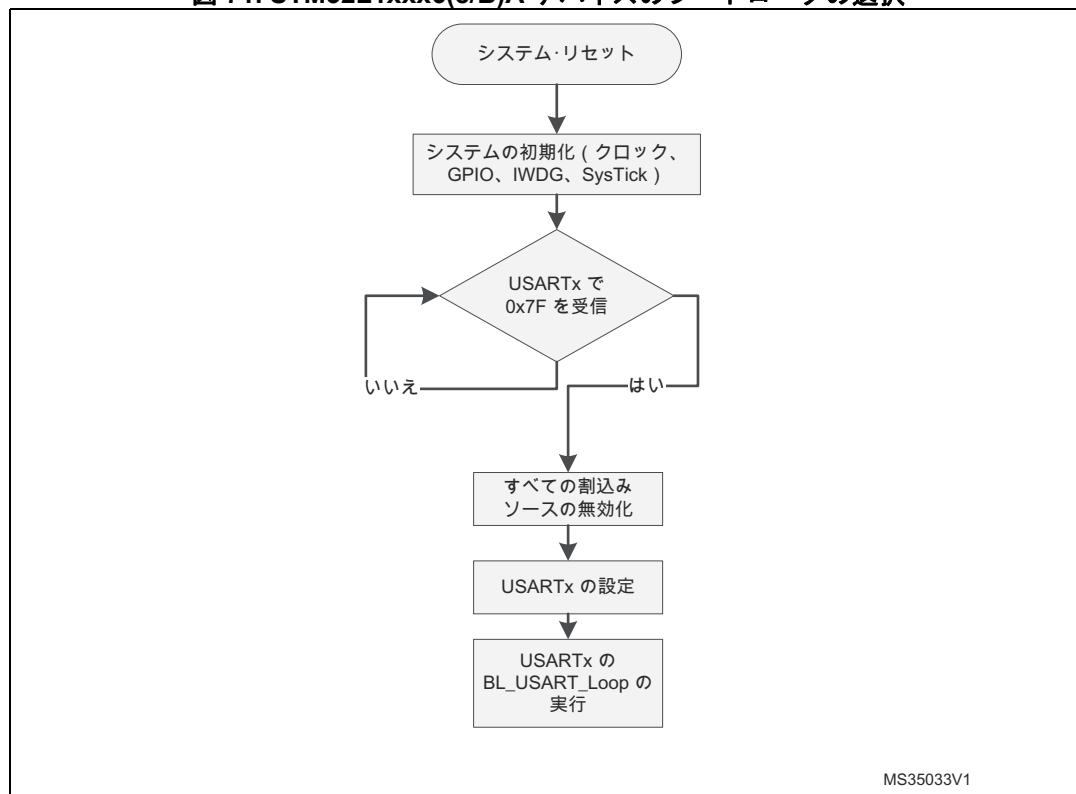 システム・リセット
システムの初期化（クロック、
GPIO、IWDG、SysTick）
USARTx で
0x7F を受信
いいえ
はい
すべての割込み
ソースの無効化
USARTx の設定
USARTx の
BL_USART_Loop の
実行
MS35033V1